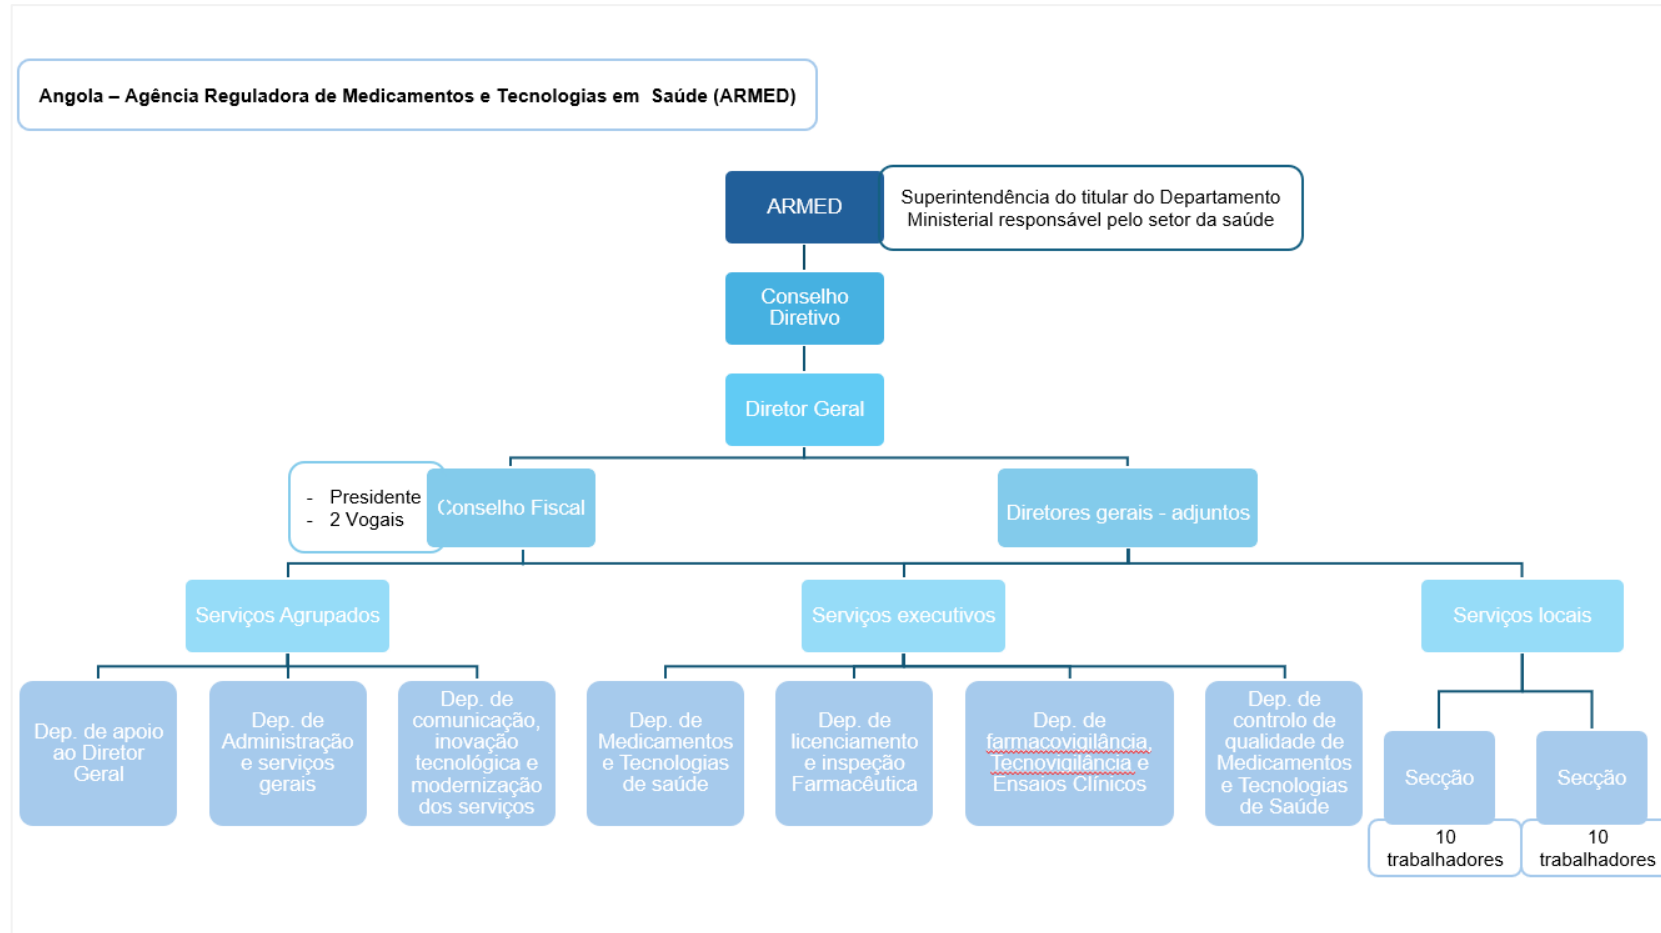 Angola – Agência Reguladora de Medicamentos e Tecnologias em Saúde (ARMED)
ARMED
Superintendência do titular do Departamento
Ministerial responsável pelo setor da saúde
Conselho
Diretivo
Diretor Geral
- Presidente
- 2 Vogais
Conselho Fiscal
Diretores gerais - adjuntos
Serviços Agrupados
Serviços executivos
Serviços locais
Dep. de apoio
ao Diretor
Geral
Dep. de
Administração
e serviços
gerais
Dep. de
comunicação,
inovação
tecnológica e
modernização
dos serviços
Dep. de
Medicamentos
e Tecnologias
de saúde
Dep. de
licenciamento
e inspeção
Farmacêutica
Dep. de
farmacovigilância,
Tecnovigilância e
Ensaios Clínicos
Dep. de
controlo de
qualidade de
Medicamentos
e Tecnologias
de Saúde
Secção
10
trabalhadores
Secção
10
trabalhadores